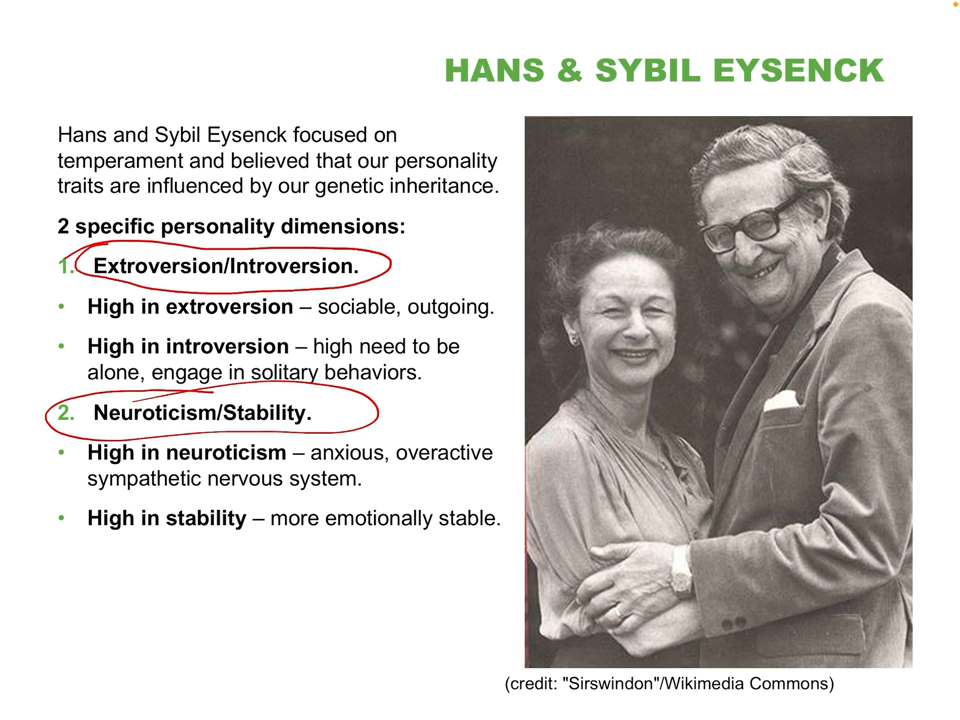 HANS & SYBIL EYSENCK
Hans and Sybil Eysenck focused on
temperament and believed that our personality
traits are influenced by our genetic inheritance.
2 specific personality dimensions:
1. Extroversion/Introversion.
• High in extroversion – sociable, outgoing.
• High in introversion – high need to be
alone, engage in solitary behaviors.
2. Neuroticism/Stability.
• High in neuroticism – anxious, overactive
sympathetic nervous system.
• High in stability – more emotionally stable.
(credit: "Sirswindon"/Wikimedia Commons)